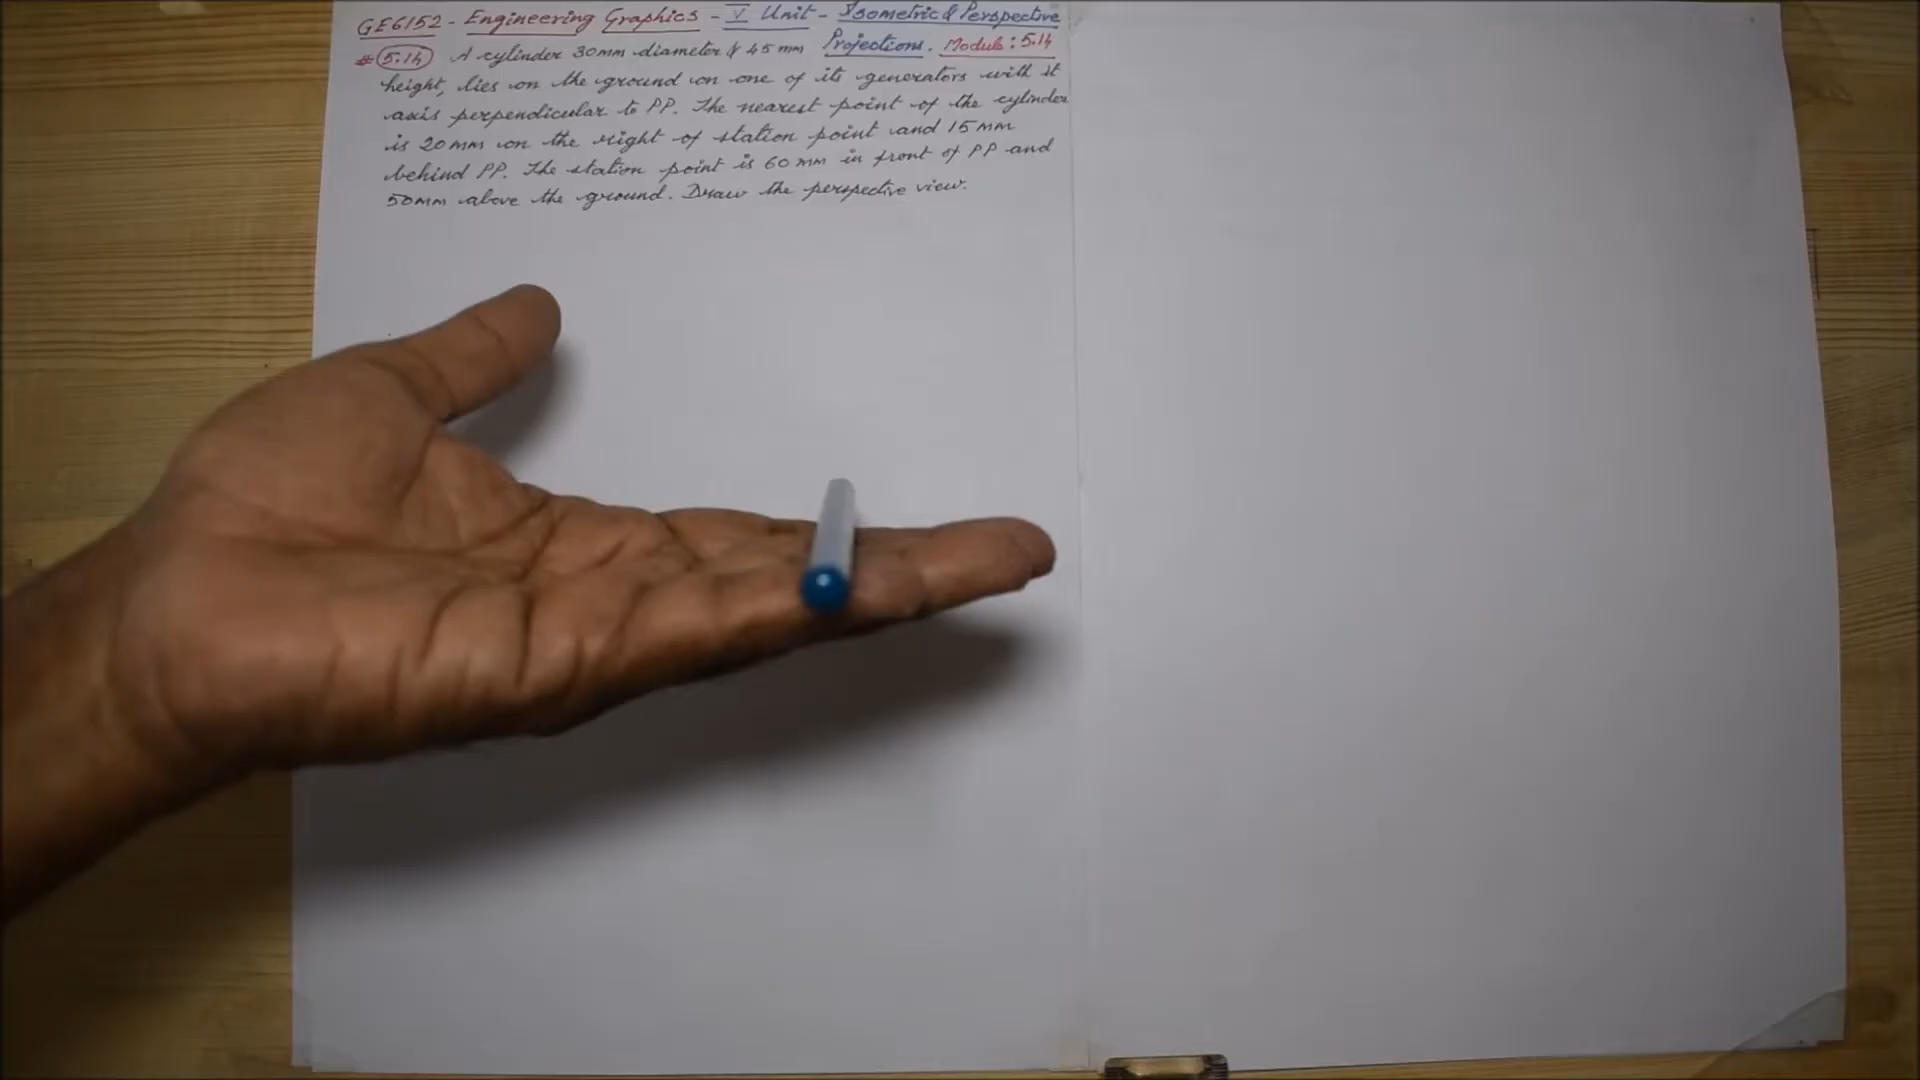 GE6152 - Engineering Graphics - V Unit - Isometric & Perspective
Projections. Module: 5.14
# 5.14 A cylinder 30mm diameter & 45 mm
height, lies on the ground on one of its generators with it
axis perpendicular to PP. The nearest point of the cylinder
is 20mm on the right of station point and 15mm
behind PP. The station point is 60mm in front of PP and
50mm above the ground. Draw the perspective view.